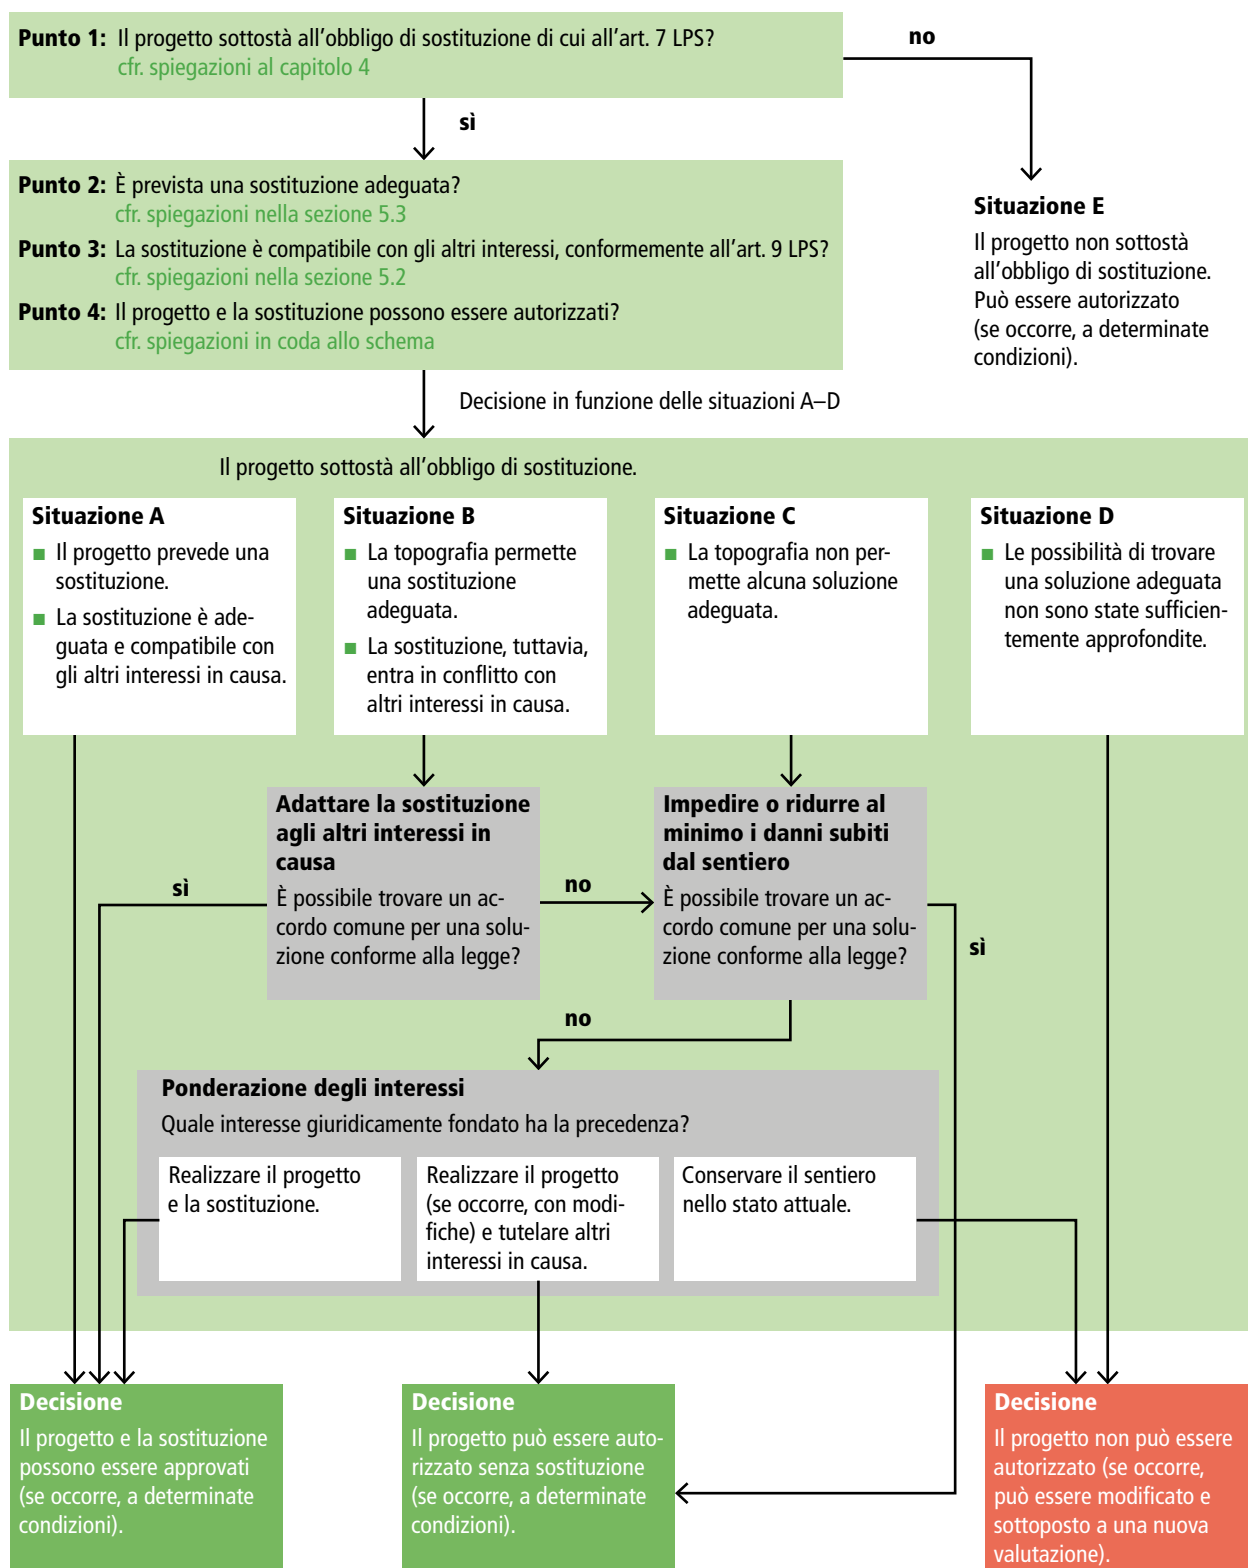 Punto 1: Il progetto sottostà all'obbligo di sostituzione di cui all'art. 7 LPS?
cfr. spiegazioni al capitolo 4
no
sì
Punto 2: È prevista una sostituzione adeguata?
cfr. spiegazioni nella sezione 5.3
Punto 3: La sostituzione è compatibile con gli altri interessi, conformemente all'art. 9 LPS?
cfr. spiegazioni nella sezione 5.2
Punto 4: Il progetto e la sostituzione possono essere autorizzati?
cfr. spiegazioni in coda allo schema
Situazione E
Il progetto non sottostà
all'obbligo di sostituzione.
Può essere autorizzato
(se occorre, a determinate
condizioni).
Decisione in funzione delle situazioni A–D
Il progetto sottostà all'obbligo di sostituzione.
Situazione A
Il progetto prevede una
sostituzione.
La sostituzione è ade-
guata e compatibile con
gli altri interessi in causa.
Situazione B
La topografia permette
una sostituzione
adeguata.
La sostituzione, tuttavia,
entra in conflitto con
altri interessi in causa.
Situazione C
La topografia non per-
mette alcuna soluzione
adeguata.
Situazione D
Le possibilità di trovare
una soluzione adeguata
non sono state sufficien-
temente approfondite.
Adattare la sostituzione
agli altri interessi in
causa
È possibile trovare un ac-
cordo comune per una solu-
zione conforme alla legge?
sì
no
Impedire o ridurre al
minimo i danni subiti
dal sentiero
È possibile trovare un ac-
cordo comune per una solu-
zione conforme alla legge?
sì
no
Ponderazione degli interessi
Quale interesse giuridicamente fondato ha la precedenza?
Realizzare il progetto
e la sostituzione.
Realizzare il progetto
(se occorre, con modi-
fiche) e tutelare altri
interessi in causa.
Conservare il sentiero
nello stato attuale.
Decisione
Il progetto e la sostituzione
possono essere approvati
(se occorre, a determinate
condizioni).
Decisione
Il progetto può essere auto-
rizzato senza sostituzione
(se occorre, a determinate
condizioni).
Decisione
Il progetto non può essere
autorizzato (se occorre,
può essere modificato e
sottoposto a una nuova
valutazione).